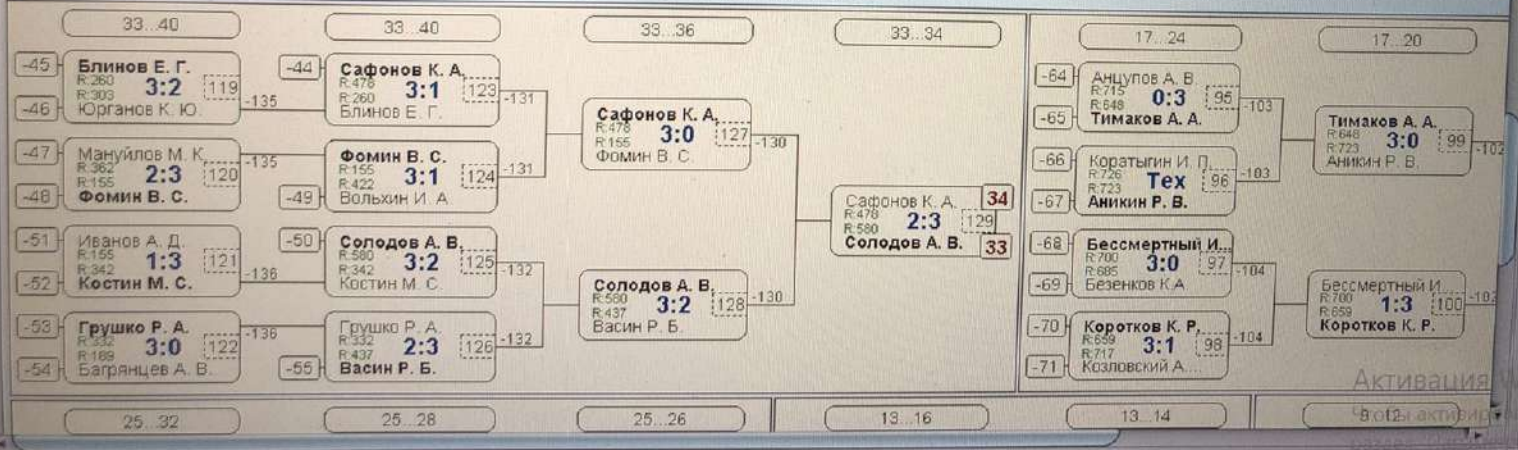 33...40
33...40
33...36
33...34
17...24
17...20
-45
Блинов Е. Г.
R:260
R:303
3:2
119
-46
Юрганов К. Ю.
-135
-47
Мануйлов М. К.
R:362
R:155
2:3
120
-48
Фомин В. С.
-135
-51
Иванов А. Д.
R:155
R:342
1:3
121
-52
Костин М. С.
-136
-53
Грушко Р. А.
R:332
R:189
3:0
122
-54
Багрянцев А. В.
-136
-44
Сафонов К. А.
R:478
R:260
3:1
123
Блинов Е. Г.
-131
Фомин В. С.
R:155
R:422
3:1
124
-49
Вольхин И. А.
-131
-50
Солодов А. В.
R:580
R:342
3:2
125
Костин М. С.
-132
Грушко Р. А.
R:332
R:437
2:3
126
-55
Васин Р. Б.
-132
Сафонов К. А.
R:478
R:155
3:0
127
Фомин В. С.
-130
Солодов А. В.
R:580
R:437
3:2
128
Васин Р. Б.
-130
Сафонов К. А.
34
R:478
R:580
2:3
129
Солодов А. В.
33
-64
Анцупов А. В.
R:715
R:648
0:3
95
-65
Тимаков А. А.
-103
-66
Коратыгин И. П.
R:726
R:723
Тех
96
-67
Аникин Р. В.
-103
-68
Бессмертный И...
R:700
R:685
3:0
97
-69
Безенков К.А.
-104
-70
Коротков К. Р.
R:659
R:717
3:1
98
-71
Козловский А....
-104
Тимаков А. А.
R:648
R:723
3:0
99
Аникин Р. В.
-102
Бессмертный И...
R:700
R:659
1:3
100
Коротков К. Р.
-102
Активация
Чтобы активир
25...32
25...28
25...26
13...16
13...14
9...12